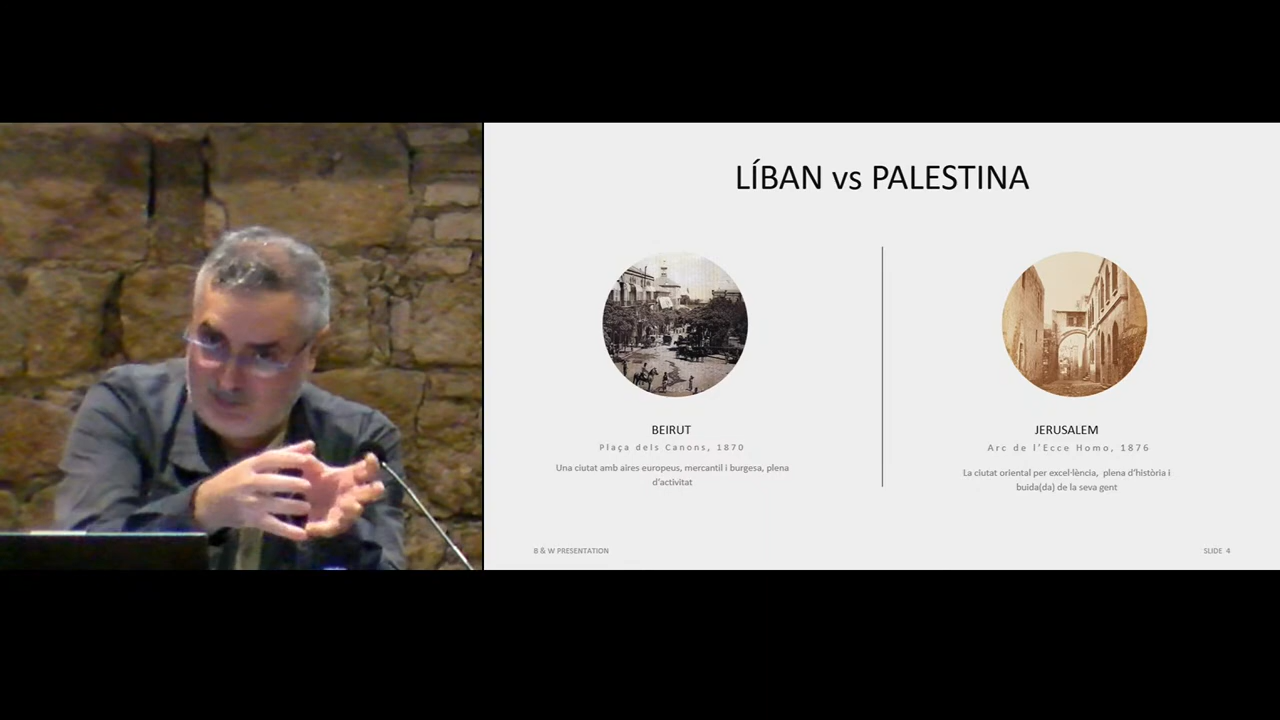 LÍBAN vs PALESTINA
BEIRUT
Plaça dels Canons, 1870
Una ciutat amb aires europeus, mercantil i burgesa, plena
d'activitat
JERUSALEM
Arc de l'Ecce Homo, 1876
La ciutat oriental per excel·lència, plena d'història i
buida(da) de la seva gent
B & W PRESENTATION
SLIDE 4